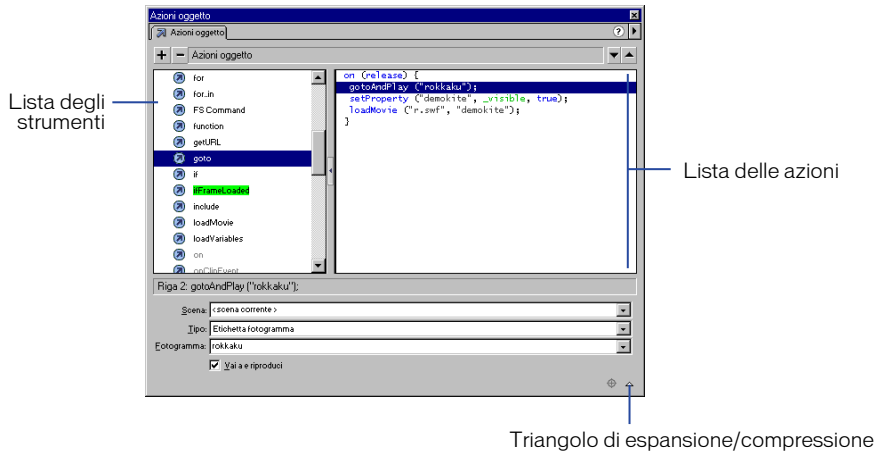 Azioni oggetto
Azioni oggetto
Azioni oggetto
for
for..in
FS Command
function
getURL
goto
if
ifFrameLoaded
include
loadMovie
loadVariables
on
onClipEvent
on (release) {
gotoAndPlay ("rokkaku");
setProperty ("demokite", _visible, true);
loadMovie ("r.swf", "demokite");
}
Lista degli
strumenti
Lista delle azioni
Riga 2: gotoAndPlay ("rokkaku");
Scena: <scena corrente>
Tipo: Etichetta fotogramma
Fotogramma: rokkaku
Vai a e riproduci
Triangolo di espansione/compressione